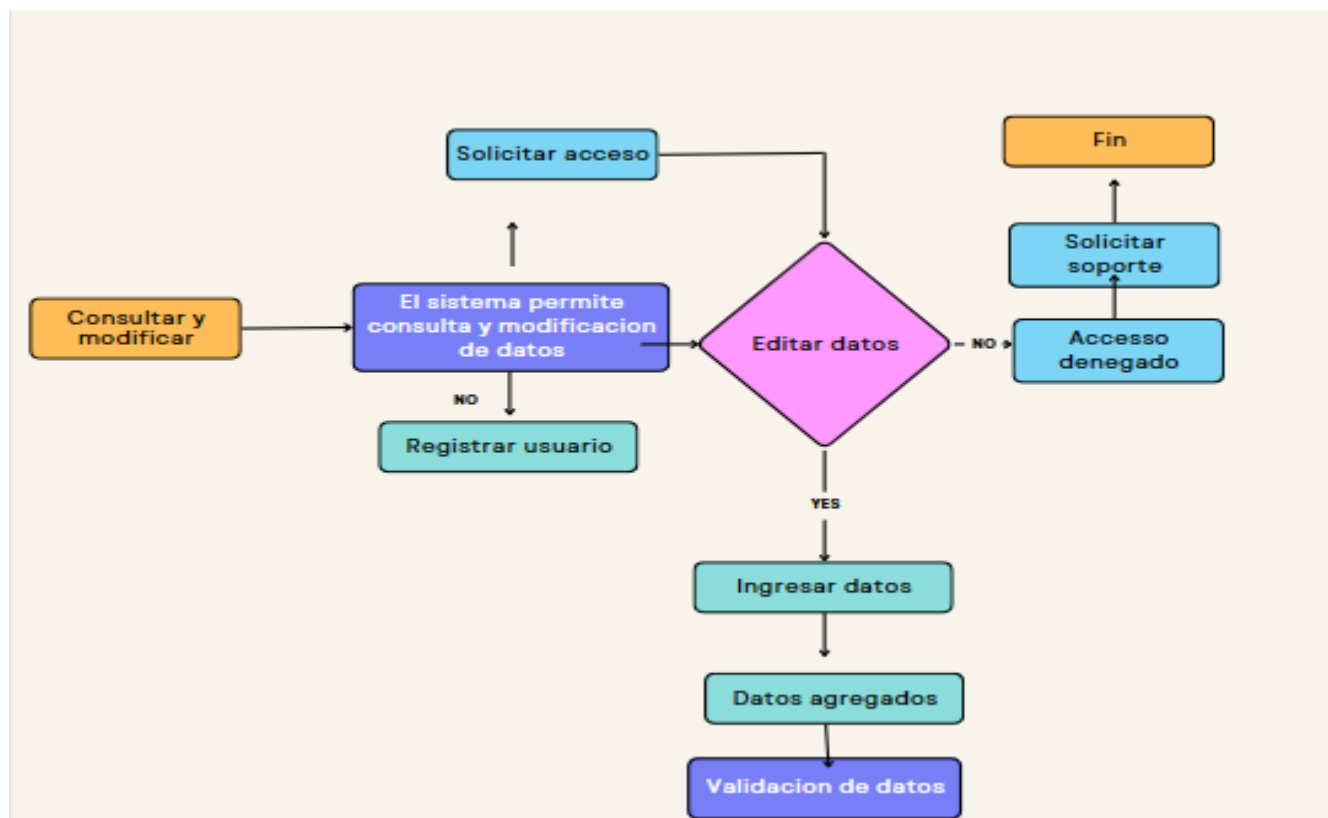 Fin
Solicitar acceso
Solicitar
soporte
El sistema permite
consulta y modificacion
de datos
Consultar y
modificar
Editar datos
NO
Accesso
denegado
NO
Registrar usuario
YES
Ingresar datos
Datos agregados
Validacion de datos